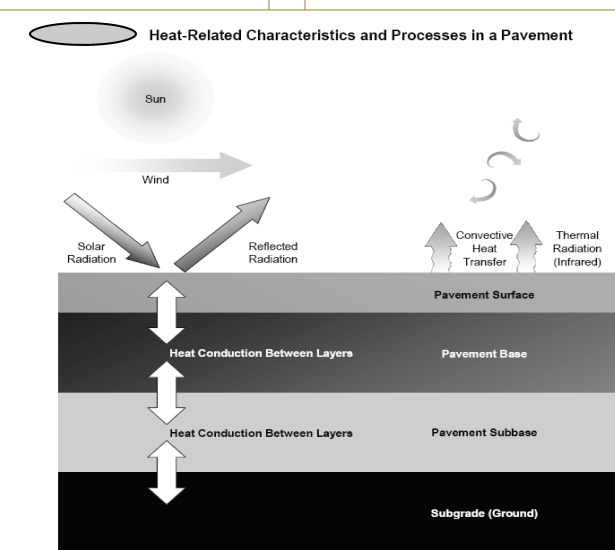 Heat-Related Characteristics and Processes in a Pavement
Sun
Wind
Solar
Radiation
Reflected
Radiation
Convective
Heat
Transfer
Thermal
Radiation
(Infrared)
Pavement Surface
Heat Conduction Between Layers
Pavement Base
Heat Conduction Between Layers
Pavement Subbase
Subgrade (Ground)